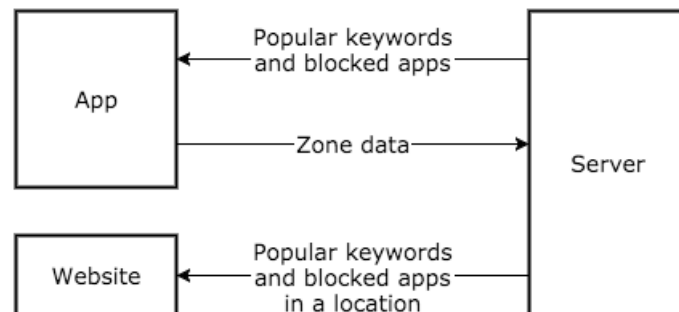 Popular keywords
and blocked apps
App
Zone data
Server
Popular keywords
and blocked apps
in a location
Website